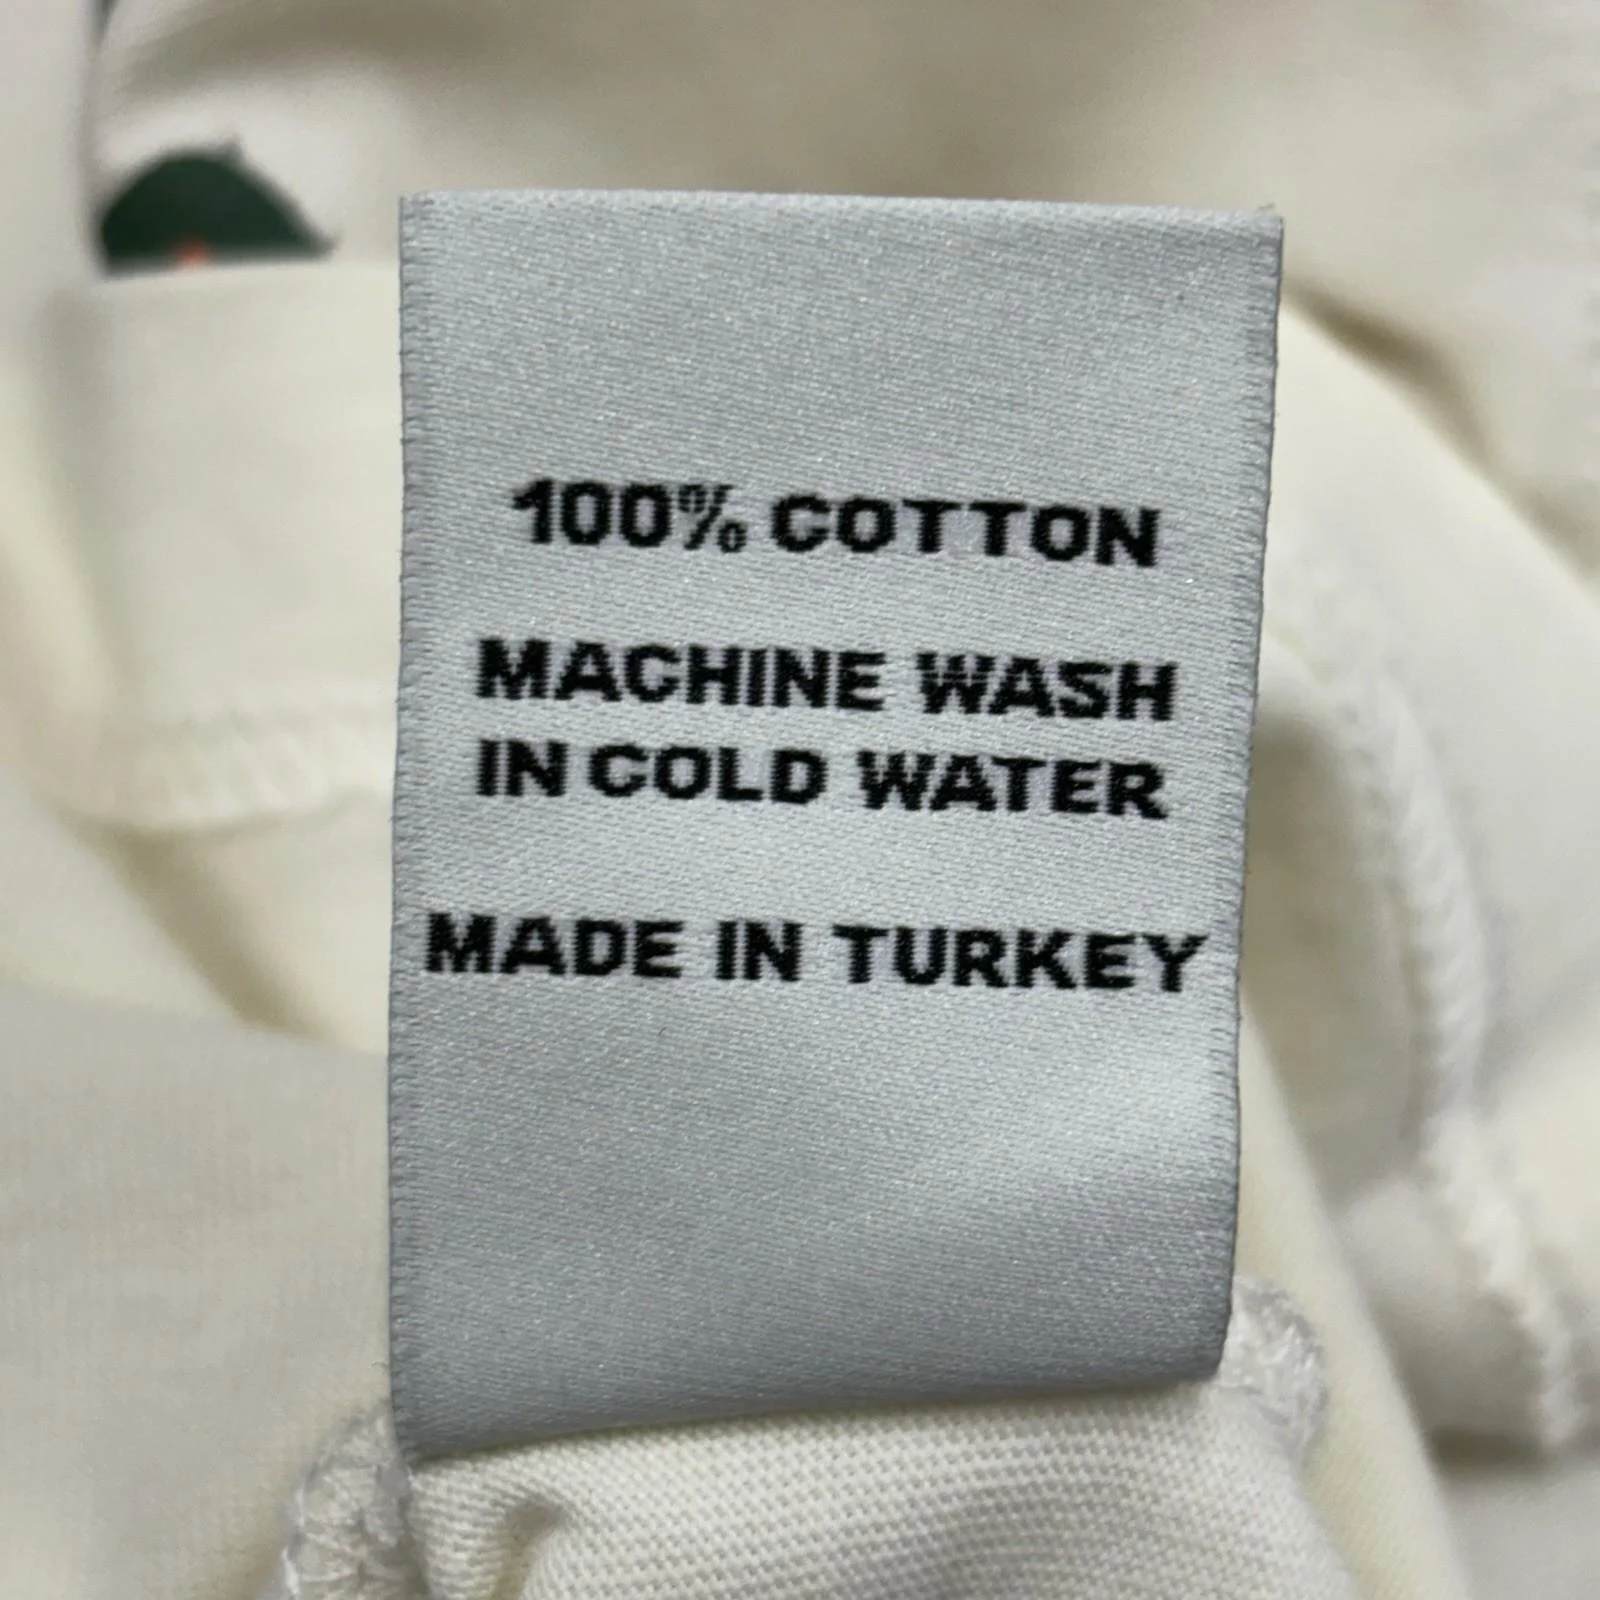 100% COTTON
MACHINE WASH
IN COLD WATER
MADE IN TURKEY